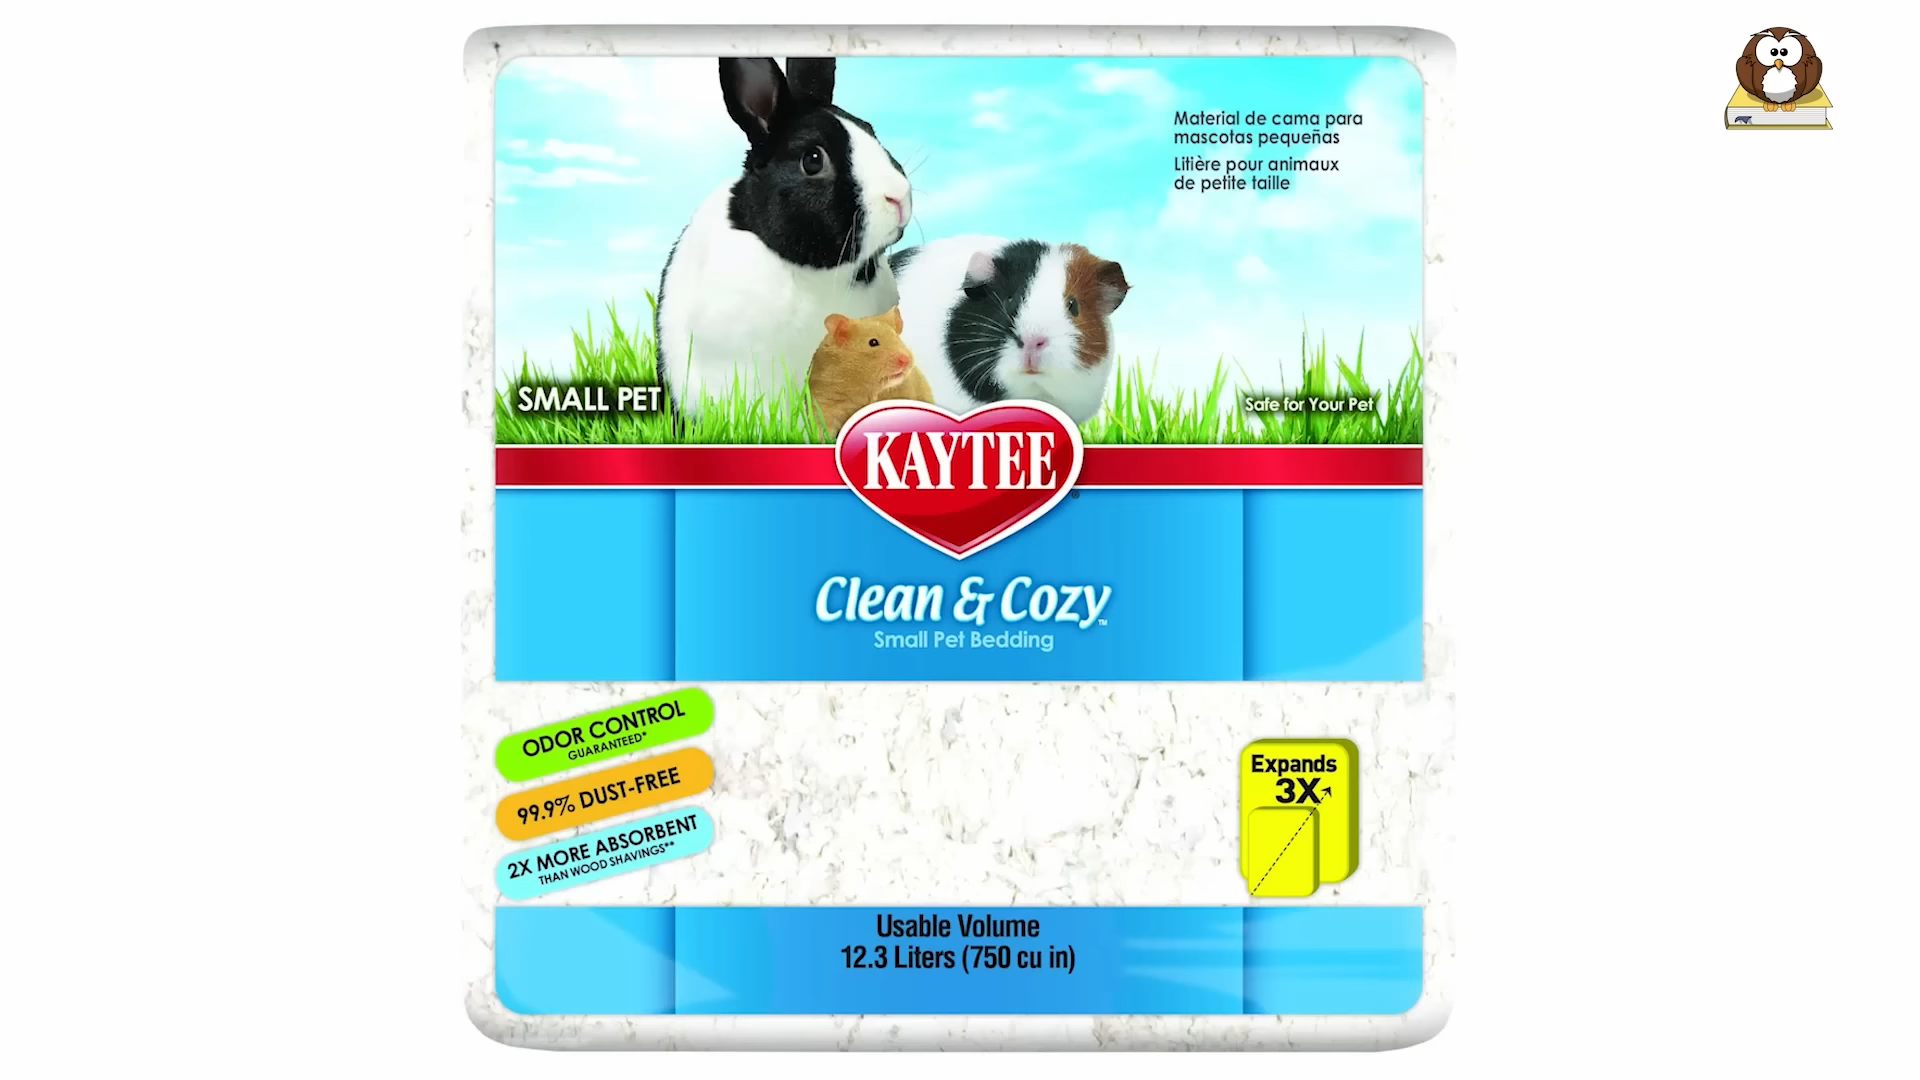 Material de cama para
mascotas pequeñas
Litière pour animaux
de petite taille
SMALL PET
Safe for Your Pet
KAYTEE®
Clean & Cozy™
Small Pet Bedding
ODOR CONTROL
GUARANTEED*
99.9% DUST-FREE
2X MORE ABSORBENT
THAN WOOD SHAVINGS**
Expands
3X
Usable Volume
12.3 Liters (750 cu in)